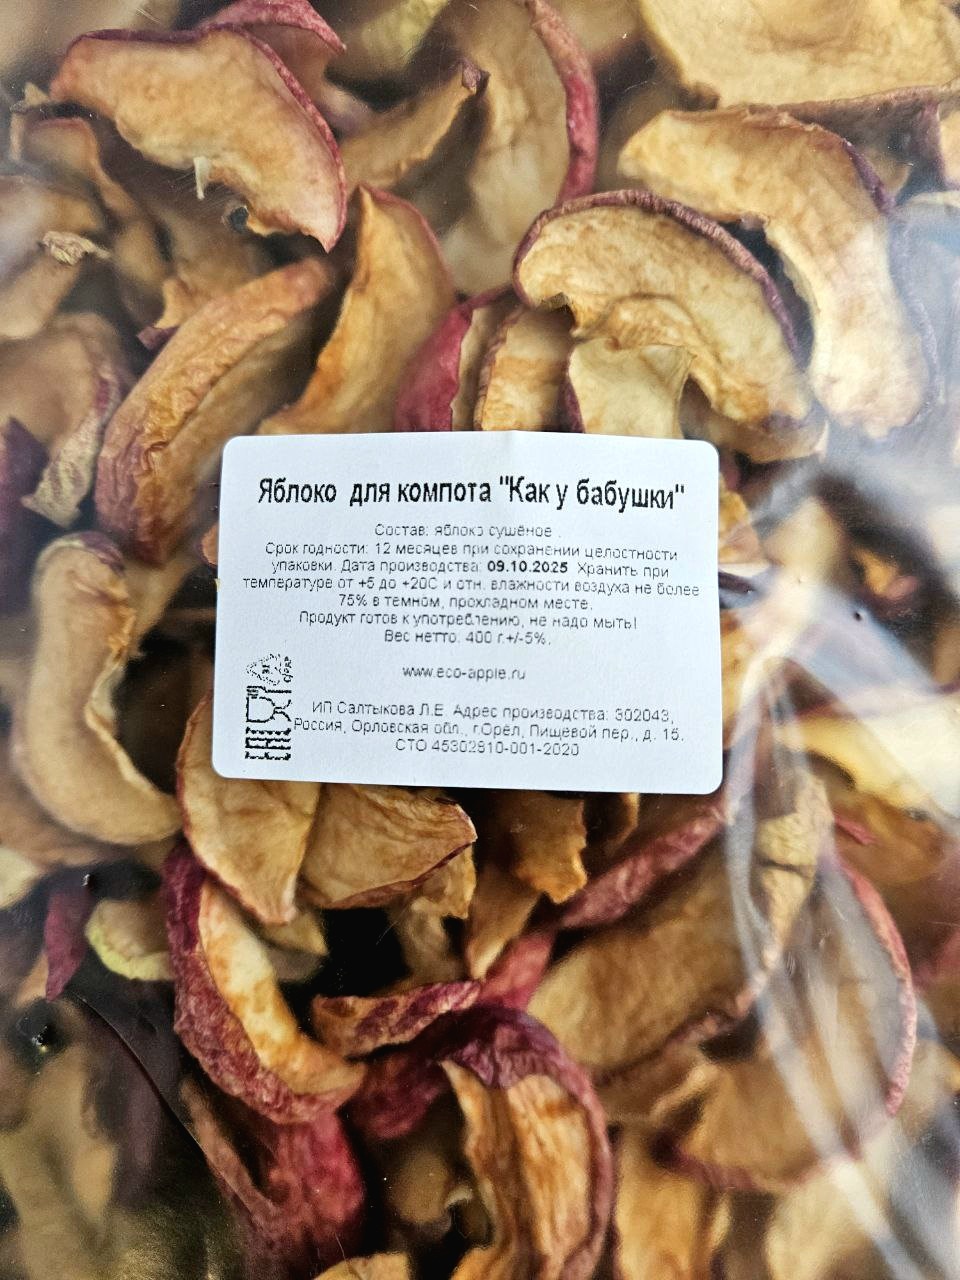 Яблоко для компота "Как у бабушки"
Состав: яблоко сушёное .
Срок годности: 12 месяцев при сохранении целостности
упаковки. Дата производства: 09.10.2025 Хранить при
температуре от +5 до +20С и отн. влажности воздуха не более
75% в темном, прохладном месте.
Продукт готов к употреблению, не надо мыть!
Вес нетто: 400 г.+/-5%.
www.eco-apple.ru
ИП Салтыкова Л.Е. Адрес производства: 302043,
Россия, Орловская обл., г.Орёл, Пищевой пер., д. 15.
СТО 45302810-001-2020
EAC